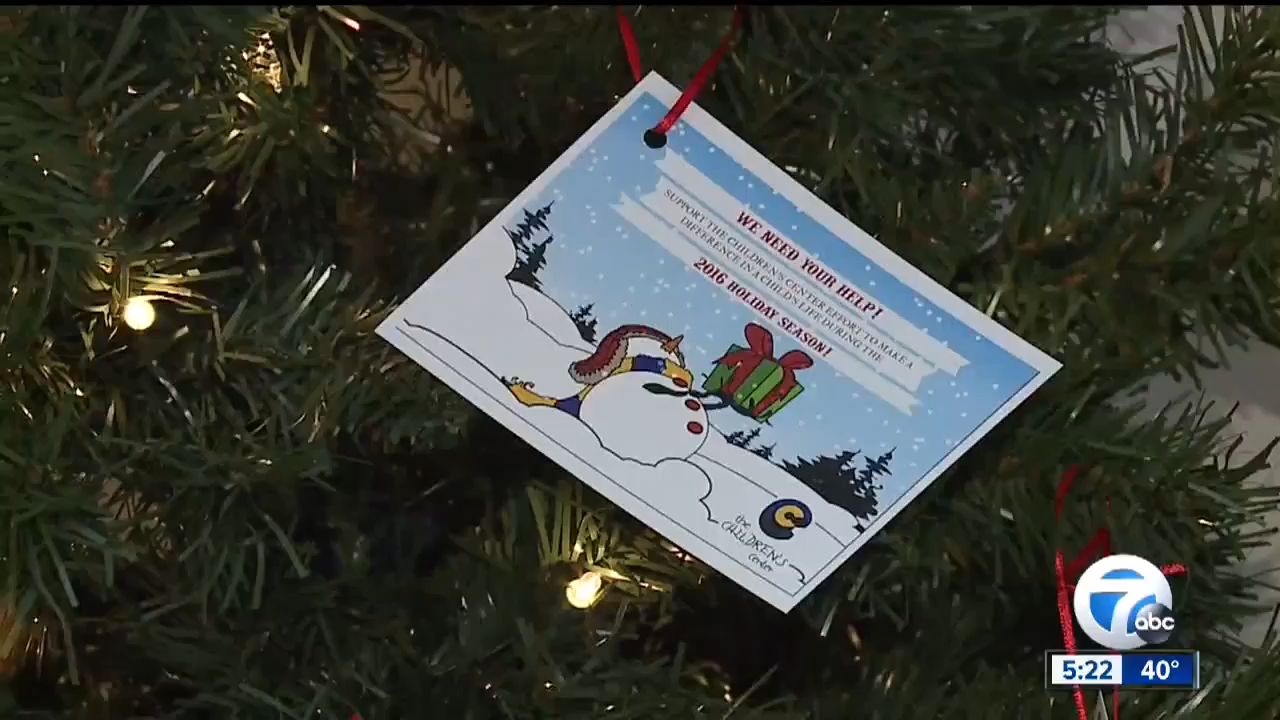 WE NEED YOUR HELP!
SUPPORT THE CHILDREN'S CENTER EFFORT TO MAKE A
DIFFERENCE IN A CHILD'S LIFE DURING THE
2016 HOLIDAY SEASON!
C
the
CHILDREN'S
Center
7
abc
5:22 40°